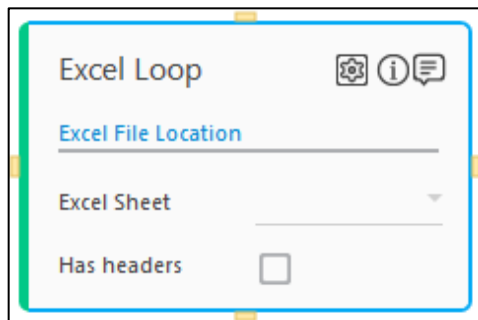 Excel Loop
Excel File Location
Excel Sheet
Has headers